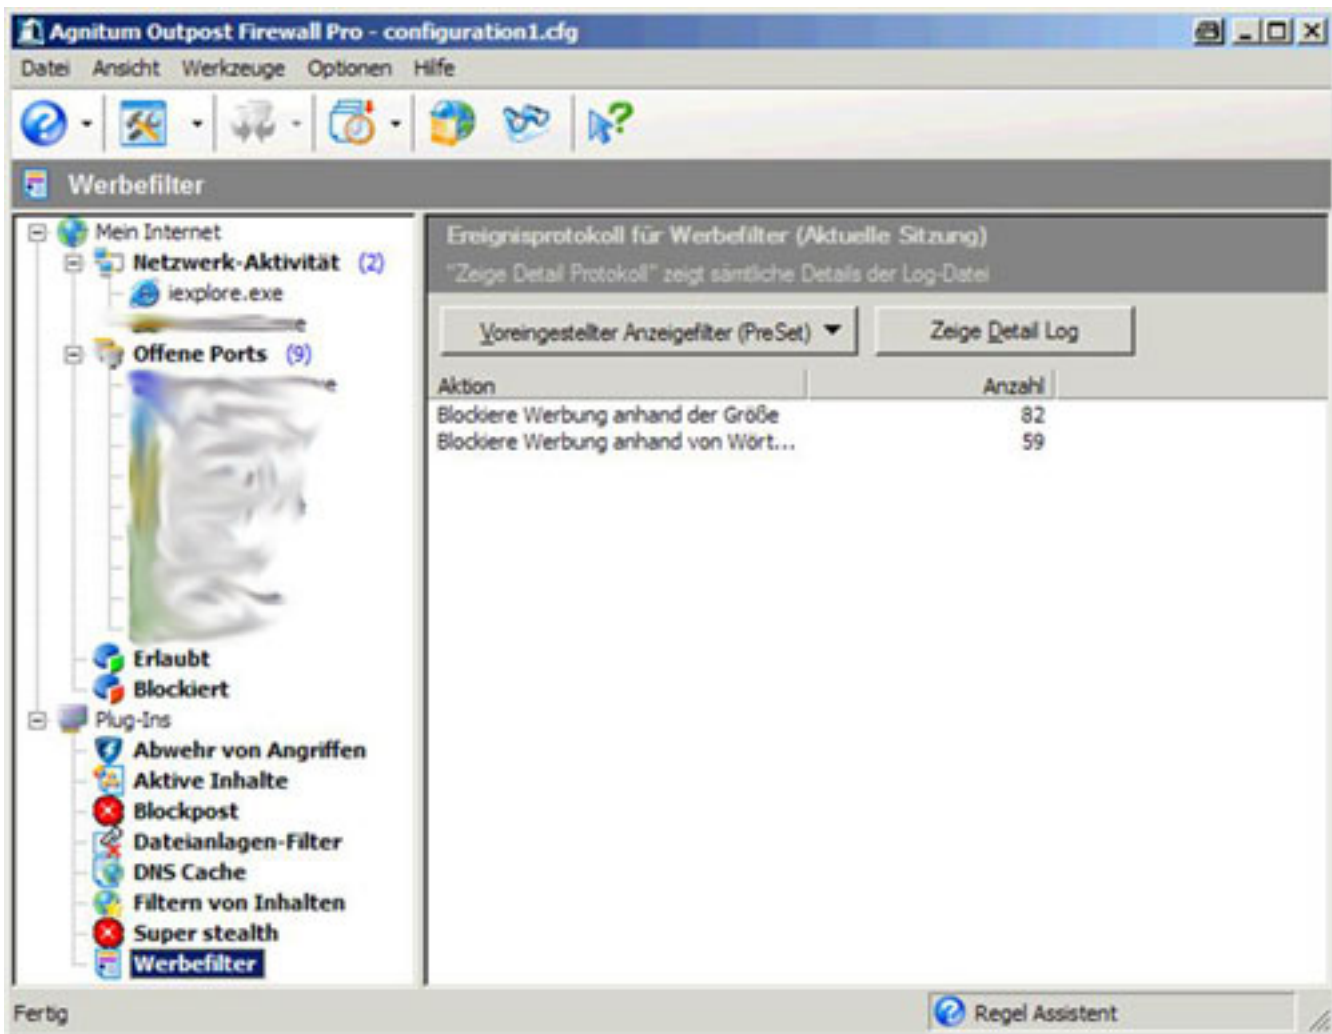 Agnitum Outpost Firewall Pro - configuration1.cfg
Datei Ansicht Werkzeuge Optionen Hilfe
Werbefilter
Mein Internet
Netzwerk-Aktivität (2)
iexplore.exe
Offene Ports (9)
Erlaubt
Blockiert
Plug-Ins
Abwehr von Angriffen
Aktive Inhalte
Blockpost
Dateianlagen-Filter
DNS Cache
Filtern von Inhalten
Super stealth
Werbefilter
Ereignisprotokoll für Werbefilter (Aktuelle Sitzung)
"Zeige Detail Protokoll" zeigt sämtliche Details der Log-Datei
Voreingestellter Anzeigefilter (PreSet) Zeige Detail Log
Aktion Anzahl
Blockiere Werbung anhand der Größe 82
Blockiere Werbung anhand von Wört... 59
Fertig Regel Assistent